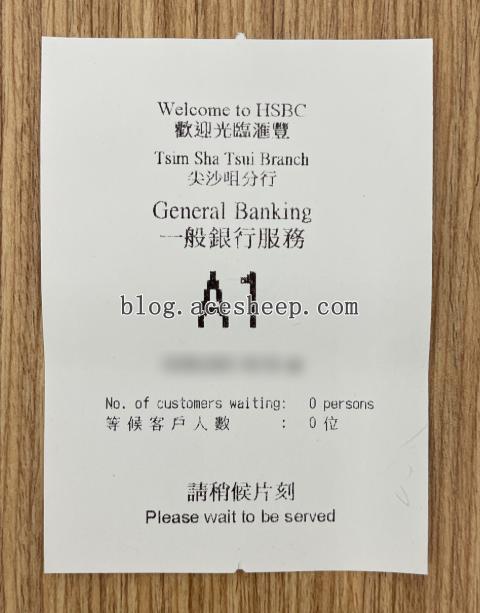 Welcome to HSBC
歡迎光臨滙豐
Tsim Sha Tsui Branch
尖沙咀分行
General Banking
一般銀行服務
A1
blog.acesheep.com
No. of customers waiting: 0 persons
等候客戶人數 : 0 位
請稍候片刻
Please wait to be served